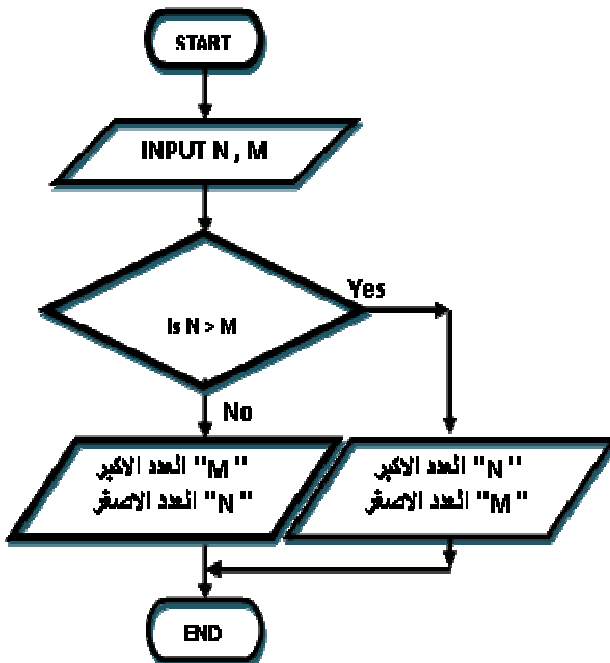 START
INPUT N , M
Is N > M
Yes
No
"M" العدد الاكبر
"N" العدد الاصغر
"N" العدد الاكبر
"M" العدد الاصغر
END